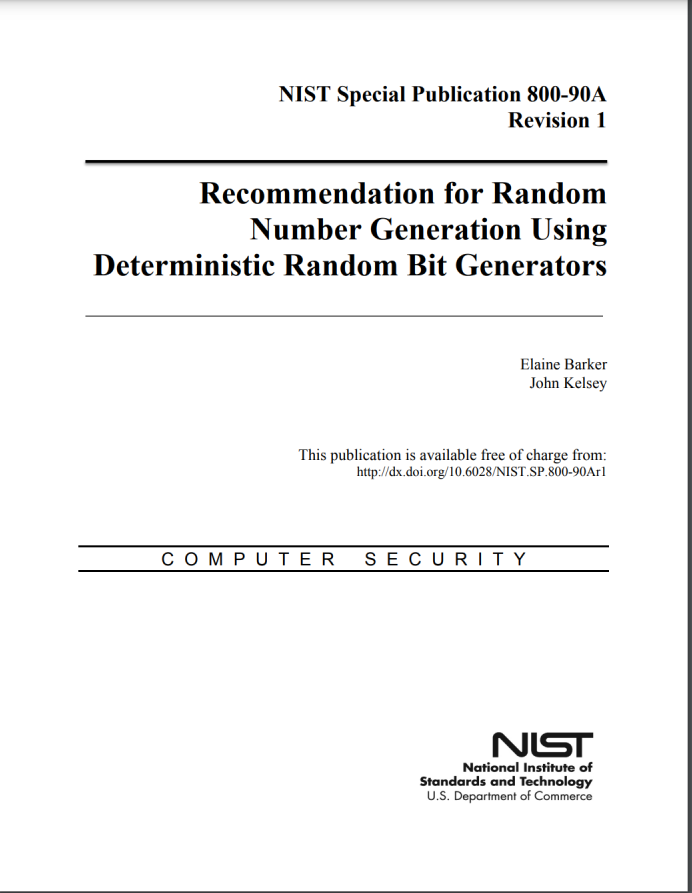 NIST Special Publication 800-90A
Revision 1
Recommendation for Random
Number Generation Using
Deterministic Random Bit Generators
Elaine Barker
John Kelsey
This publication is available free of charge from:
http://dx.doi.org/10.6028/NIST.SP.800-90Ar1
COMPUTER SECURITY
NIST
National Institute of
Standards and Technology
U.S. Department of Commerce